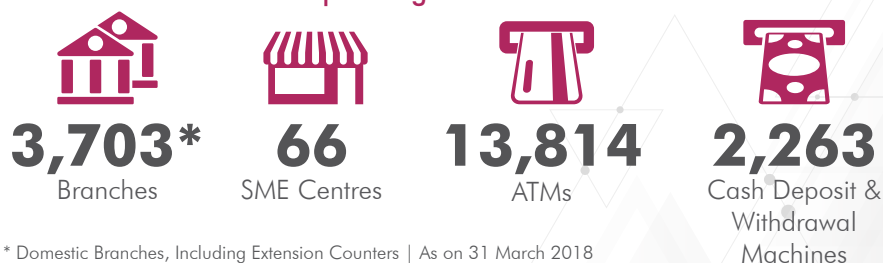 3,703*
Branches
66
SME Centres
13,814
ATMs
2,263
Cash Deposit &
Withdrawal
Machines
* Domestic Branches, Including Extension Counters | As on 31 March 2018